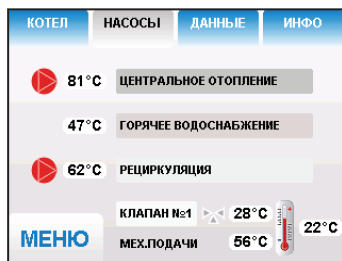 КОТЕЛ НАСОСЫ ДАННЫЕ ИНФО
81°C ЦЕНТРАЛЬНОЕ ОТОПЛЕНИЕ
47°C ГОРЯЧЕЕ ВОДОСНАБЖЕНИЕ
62°C РЕЦИРКУЛЯЦИЯ
КЛАПАН №1 28°C
22°C
МЕНЮ МЕХ.ПОДАЧИ 56°C